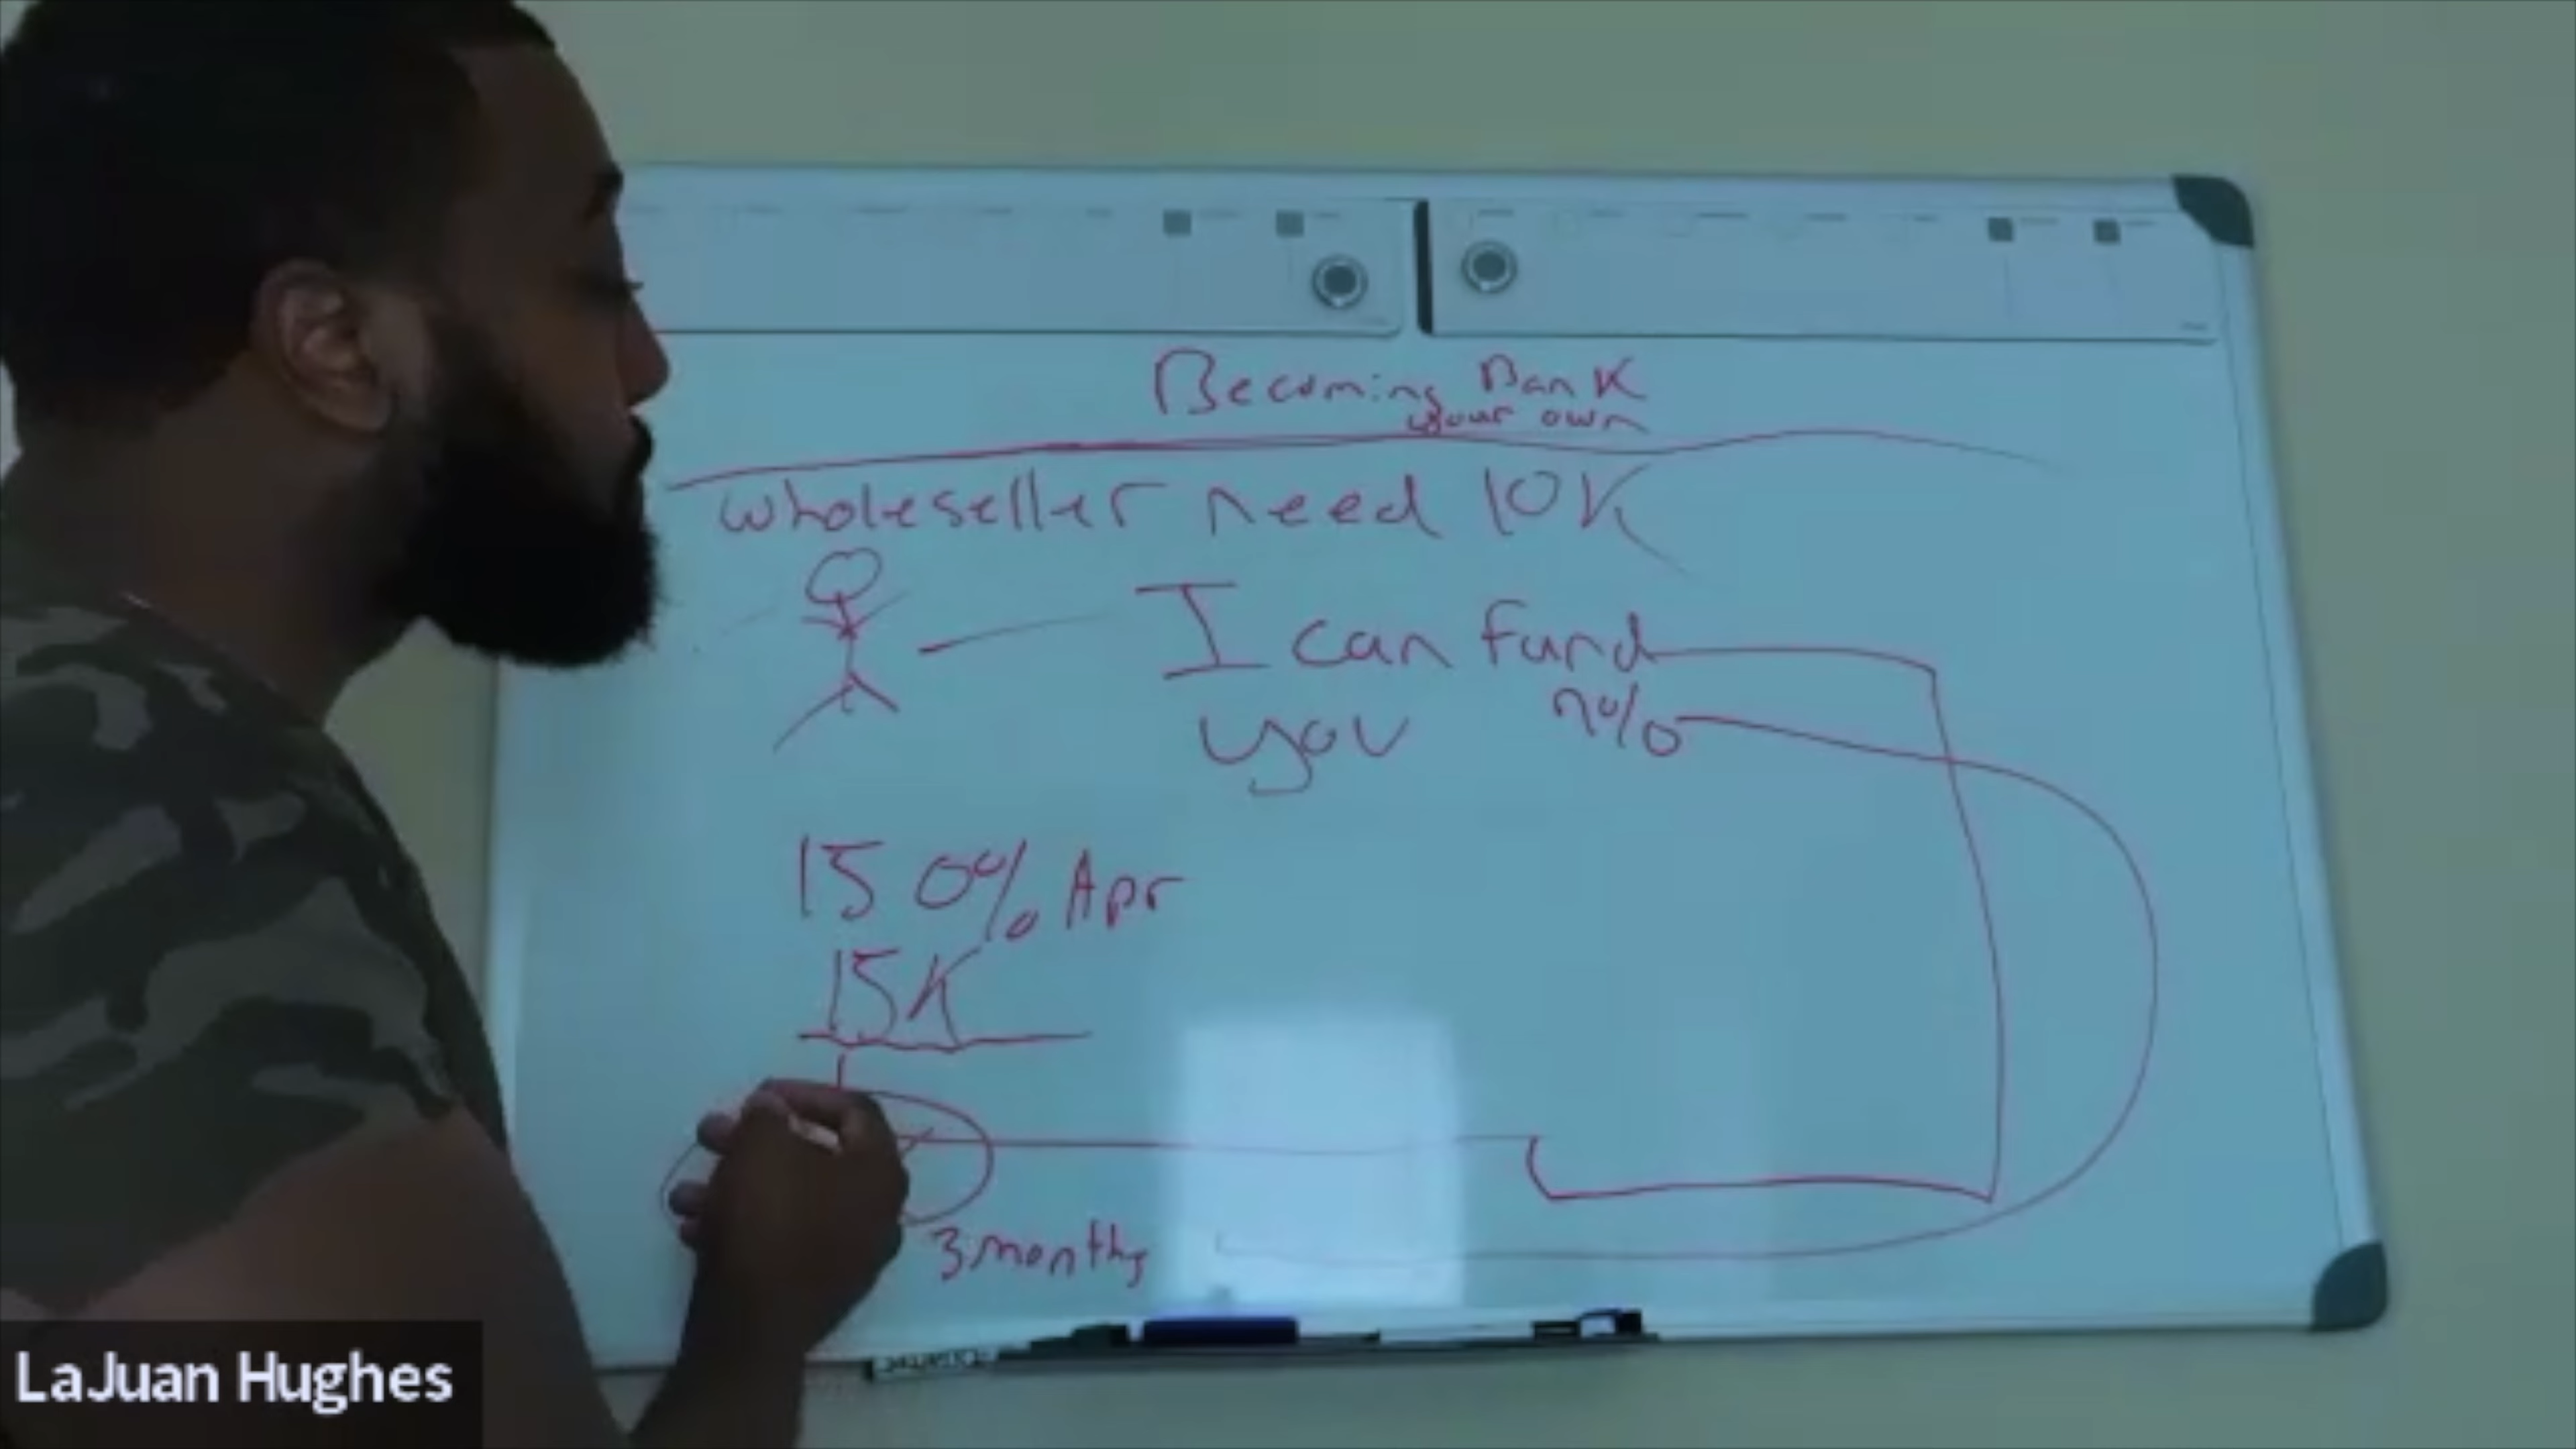 Becoming Bank
your own
wholeseller need 10K
I can fund
you
15 0% Apr
15K
3 months
LaJuan Hughes